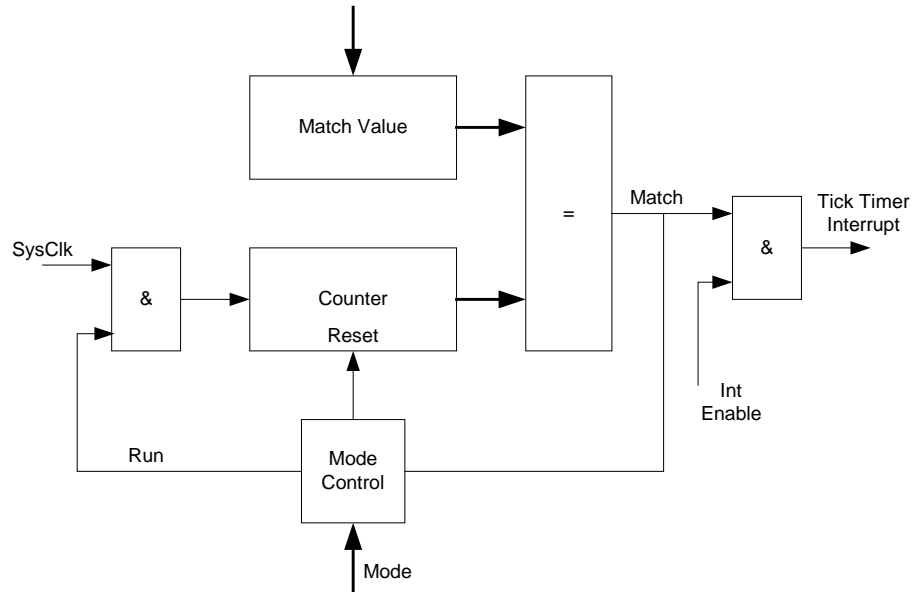 Match Value
=
Match
Tick Timer
Interrupt
&
SysClk
&
Counter
Reset
Int
Enable
Run
Mode
Control
Mode